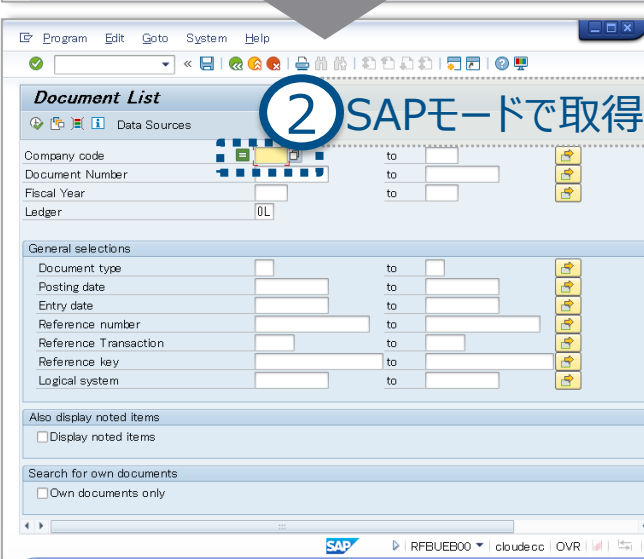 Program Edit Goto System Help
Document List
② SAPモードで取得
Data Sources
Company code to
Document Number to
Fiscal Year to
Ledger 0L
General selections
Document type to
Posting date to
Entry date to
Reference number to
Reference Transaction to
Reference key to
Logical system to
Also display noted items
Display noted items
Search for own documents
Own documents only
SAP RFBUEB00 cloudecc OVR